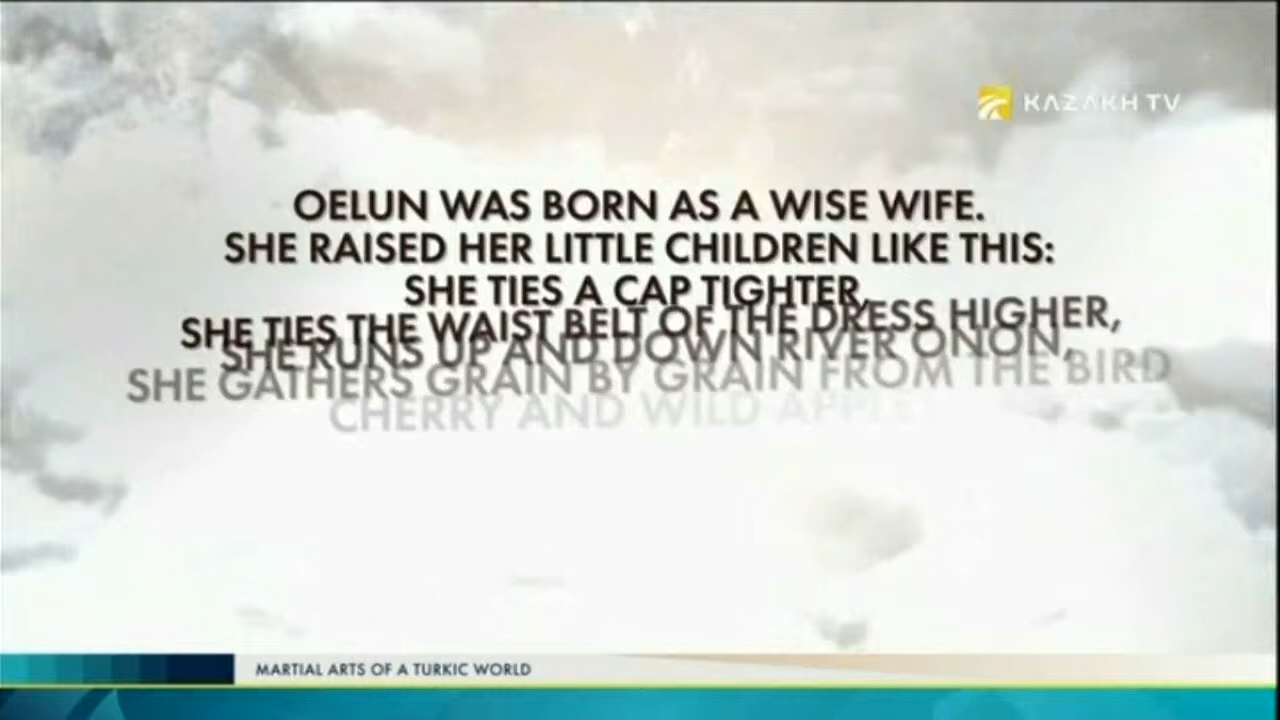 KAZAKH TV
OELUN WAS BORN AS A WISE WIFE.
SHE RAISED HER LITTLE CHILDREN LIKE THIS:
SHE TIES A CAP TIGHTER,
SHE TIES THE WAIST BELT OF THE DRESS HIGHER,
SHE RUNS UP AND DOWN RIVER ONON,
SHE GATHERS GRAIN BY GRAIN FROM THE BIRD
CHERRY AND WILD
MARTIAL ARTS OF A TURKIC WORLD